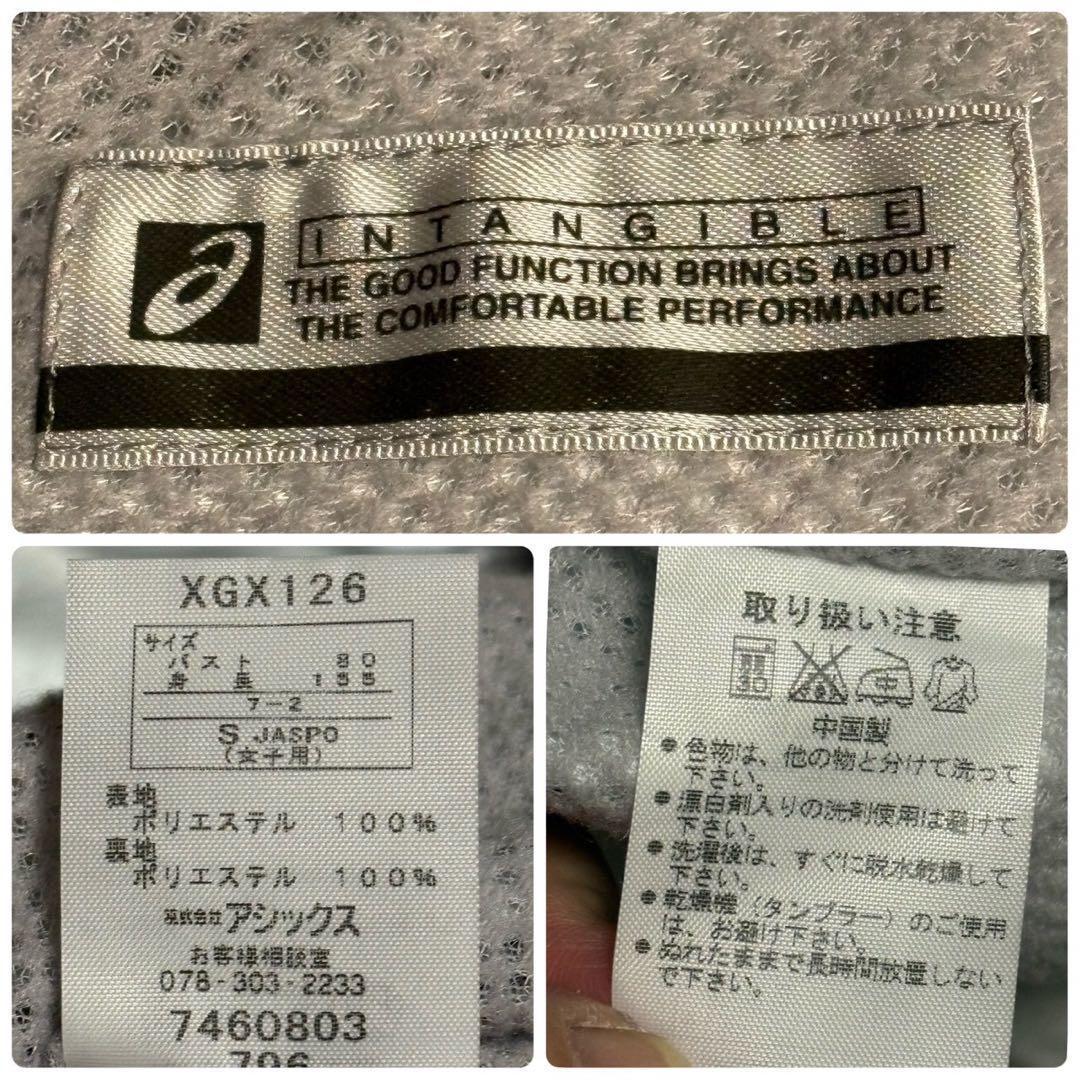 INTANGIBLE
THE GOOD FUNCTION BRINGS ABOUT
THE COMFORTABLE PERFORMANCE
XGX126
サイズ
バスト 80
身 長 155
7-2
S JASPO
(女子用)
表地
ポリエステル 100%
裏地
ポリエステル 100%
株式会社アシックス
お客様相談室
078-303-2233
7460803
796
取り扱い注意
中
中国製
●色物は、他の物と分けて洗って
下さい。
●漂白剤入りの洗剤使用は避けて
下さい。
●洗濯後は、すぐに脱水乾燥して
下さい。
●乾燥機(タンブラー)のご使用
は、お避け下さい。
●ぬれたままで長時間放置しない
で下さい。